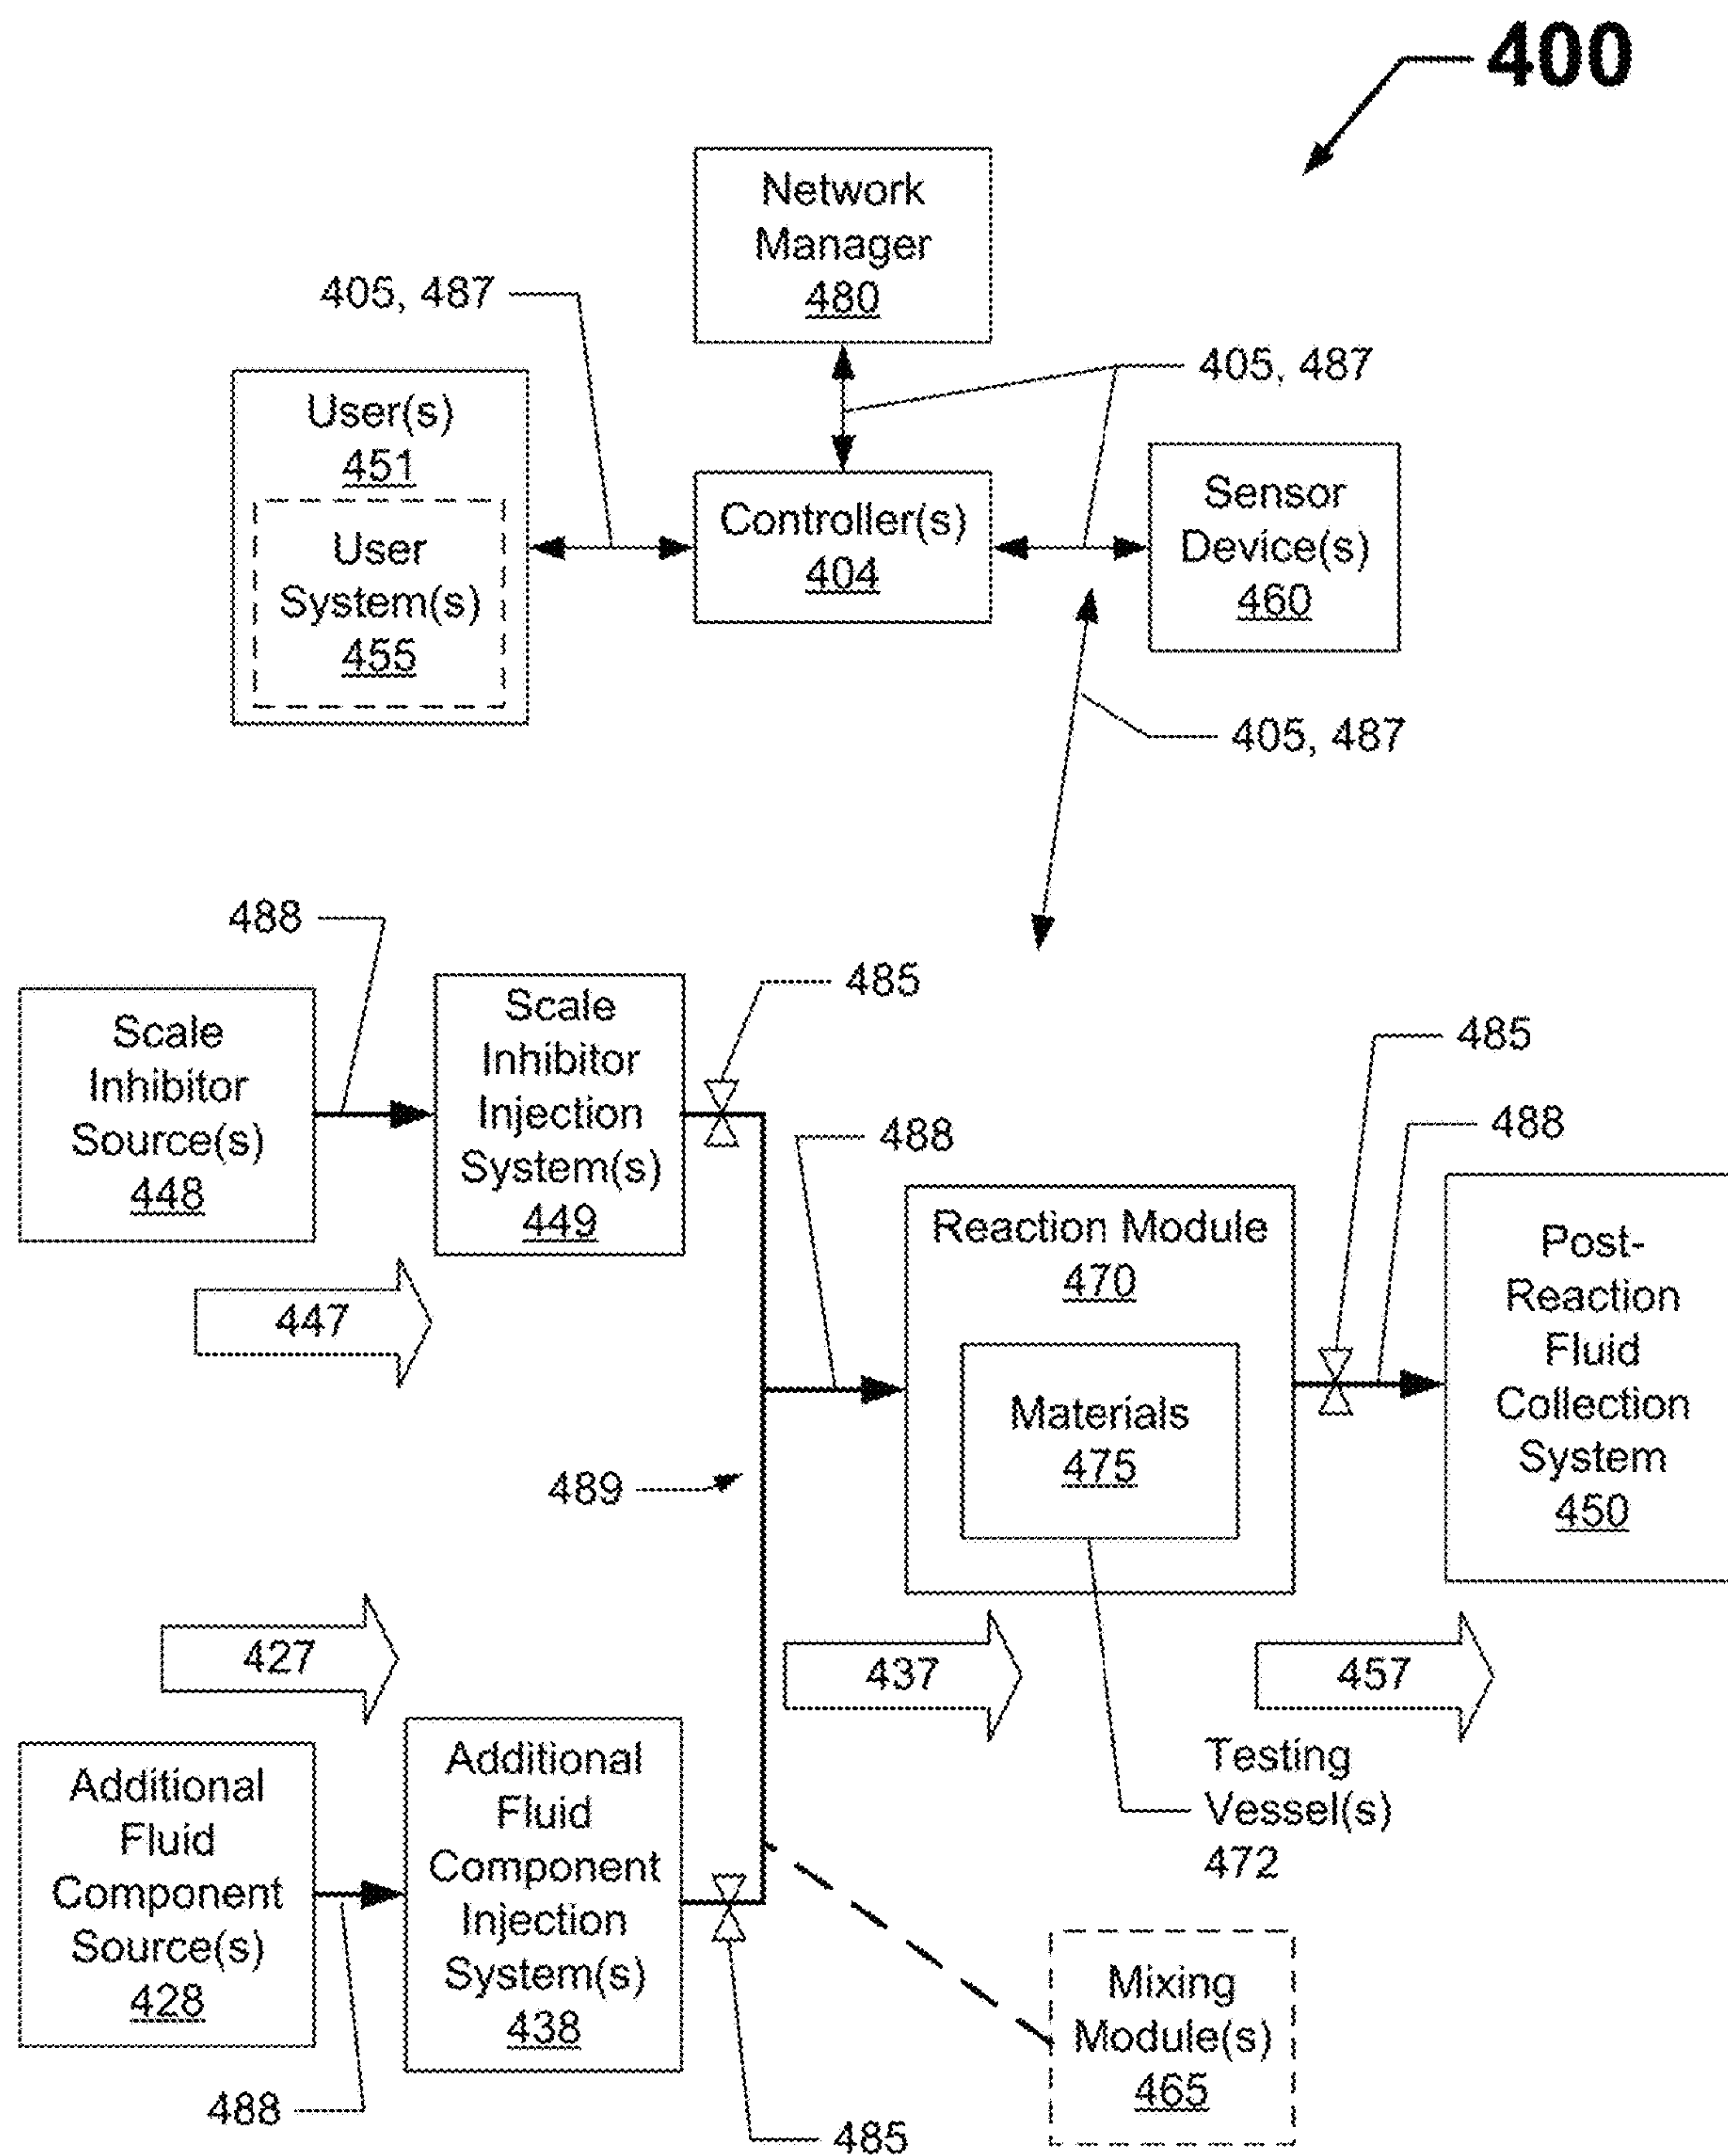 400
Network
Manager
480
405, 487
405, 487
User(s)
451
User
System(s)
455
Controller(s)
404
Sensor
Device(s)
460
405, 487
488
485
Scale
Inhibitor
Source(s)
448
Scale
Inhibitor
Injection
System(s)
449
485
488
488
447
Reaction Module
470
Materials
475
Post-
Reaction
Fluid
Collection
System
450
489
427
437
457
Testing
Vessel(s)
472
Additional
Fluid
Component
Source(s)
428
Additional
Fluid
Component
Injection
System(s)
438
Mixing
Module(s)
465
488
485